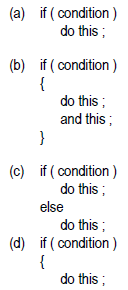 (a) if ( condition )
do this ;
(b) if ( condition )
{
do this ;
and this ;
}
(c) if ( condition )
do this ;
else
do this ;
(d) if ( condition )
{
do this ;